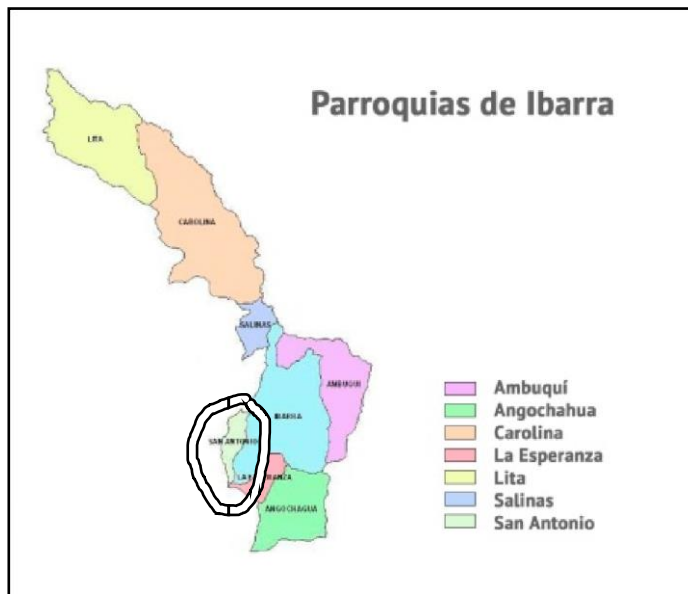 Parroquias de Ibarra
LITA
CAROLINA
SALINAS
AMBUQUI
IBARRA
SAN ANTONIO
ANGOCHAGUA
Ambuquí
Angochahua
Carolina
La Esperanza
Lita
Salinas
San Antonio